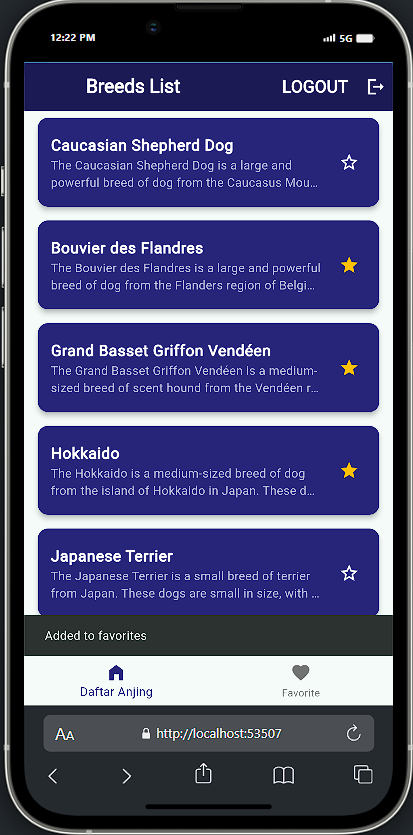 12:22 PM
5G
Breeds List
LOGOUT
Caucasian Shepherd Dog
The Caucasian Shepherd Dog is a large and
powerful breed of dog from the Caucasus Mou...
Bouvier des Flandres
The Bouvier des Flandres is a large and powerful
breed of dog from the Flanders region of Belgi...
Grand Basset Griffon Vendéen
The Grand Basset Griffon Vendéen is a medium-
sized breed of scent hound from the Vendéen r...
Hokkaido
The Hokkaido is a medium-sized breed of dog
from the island of Hokkaido in Japan. These d...
Japanese Terrier
The Japanese Terrier is a small breed of terrier
from Japan. These dogs are small in size, with ...
Added to favorites
Daftar Anjing
Favorite
AA
http://localhost:53507